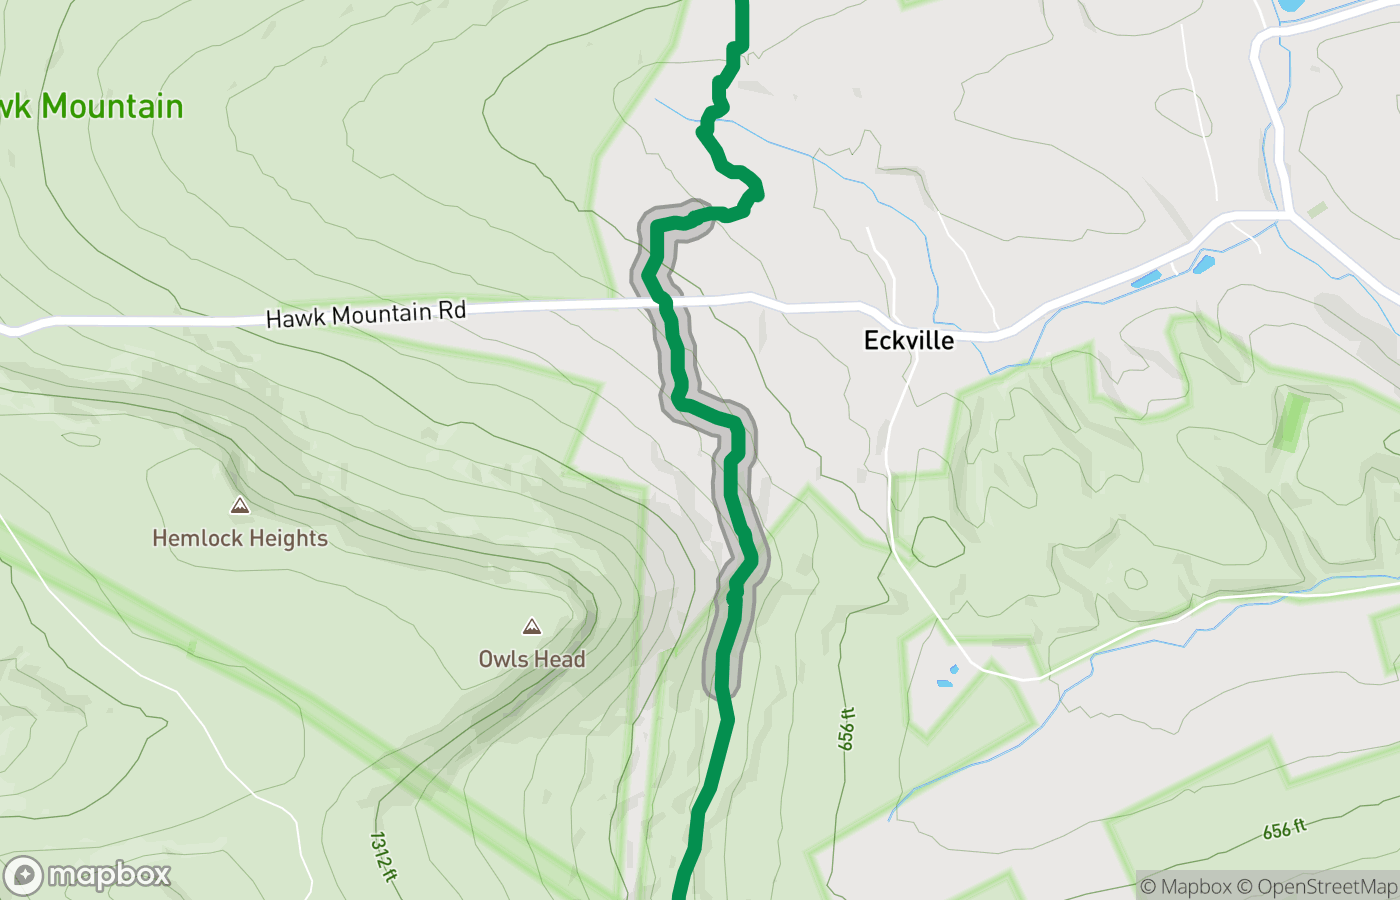 wk Mountain
Hawk Mountain Rd
Eckville
Hemlock Heights
Owls Head
656 ft
656 ft
1312 ft
mapbox
© Mapbox © OpenStreetMap